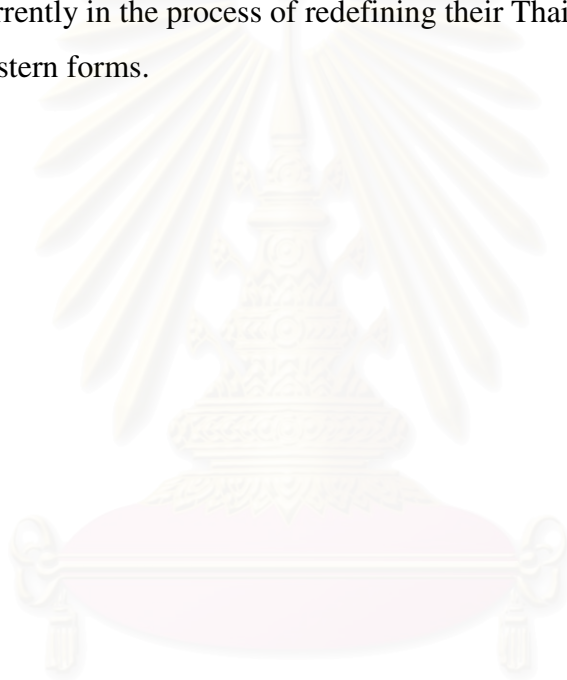 rrently in the process of redefining their Thai
stern forms.